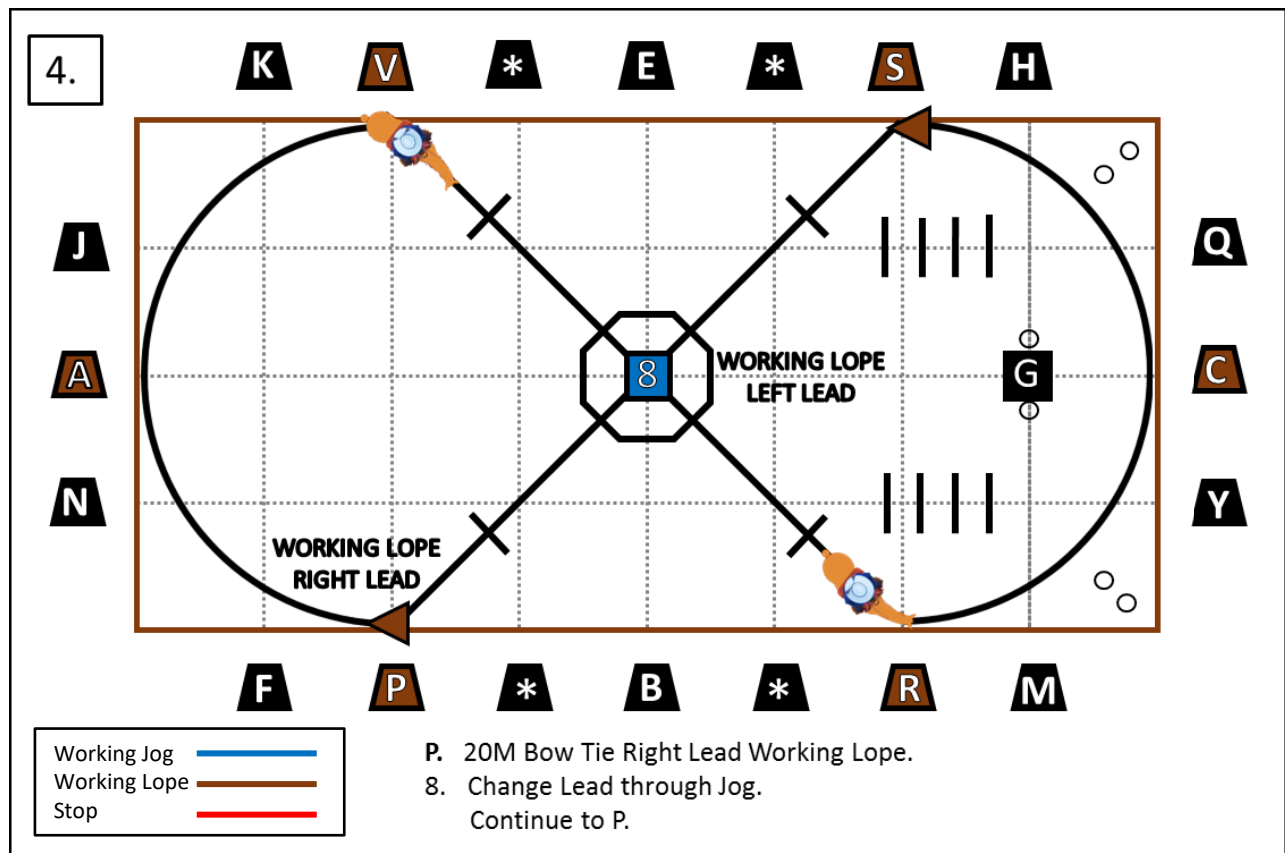 4.
K V * E * S H
J Q
8
WORKING LOPE
LEFT LEAD
G
A C
N Y
WORKING LOPE
RIGHT LEAD
F P * B * R M
Working Jog
Working Lope
Stop
P. 20M Bow Tie Right Lead Working Lope.
8. Change Lead through Jog.
Continue to P.